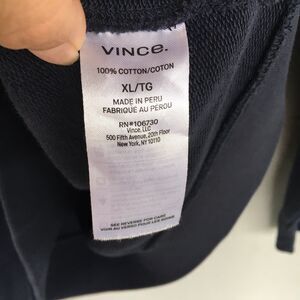 VINCE.
100% COTTON/COTON
XL/TG
MADE IN PERU
FABRIQUE AU PEROU
RN#106730
Vince, LLC
500 Fifth Avenue, 20th Floor
New York, NY 10110
SEE REVERSE FOR CARE
VOIR AU VERSO POUR LES SOINS